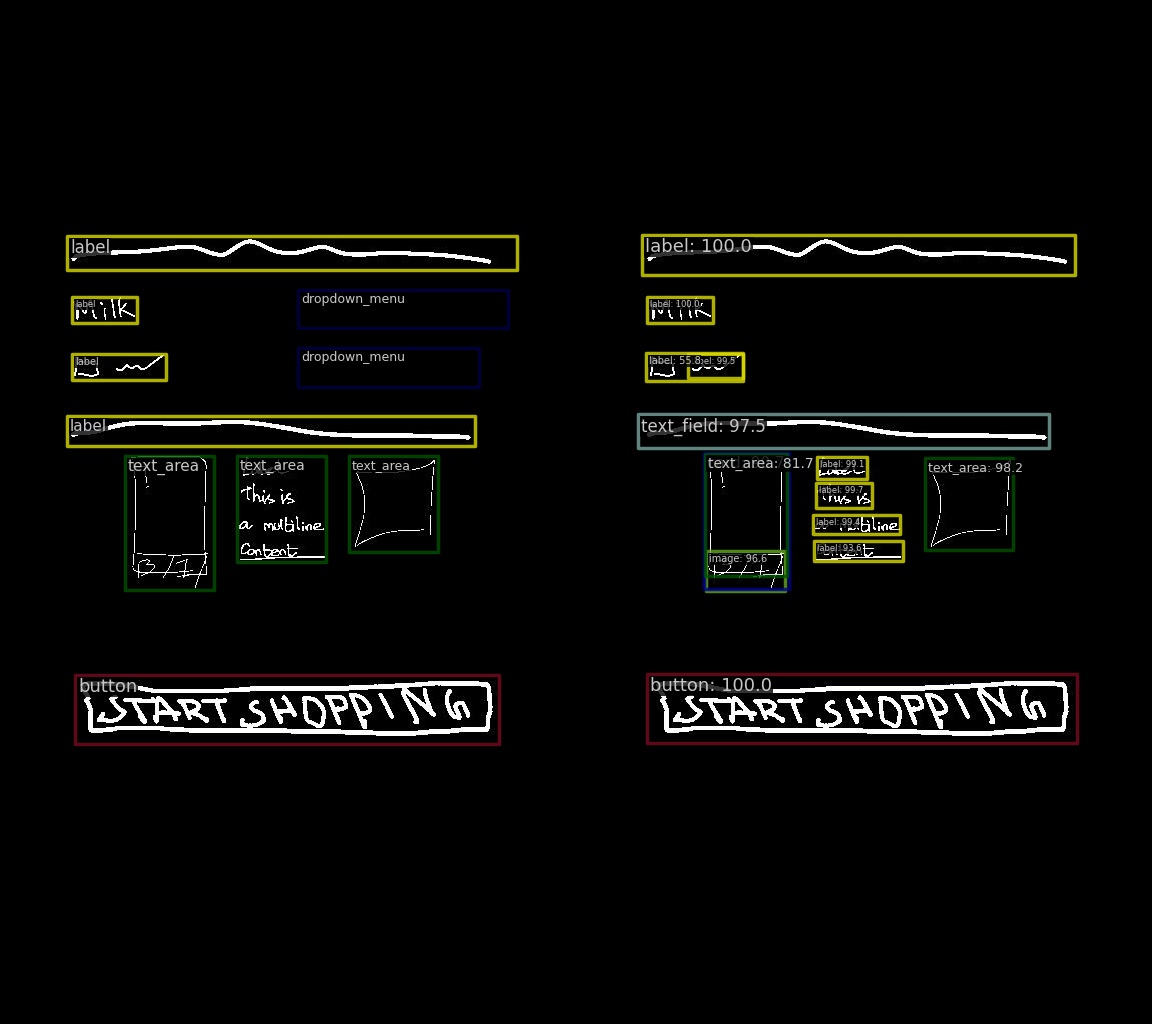 label
label: 100.0
label
Milk
dropdown_menu
label: 100.0
label
dropdown_menu
label: 55.8
label: 99.5
label
text_field: 97.5
text_area
text_area
This is
a multiline
Content
text_area
text_area: 81.7
label: 99.1
label: 99.7
This is
label: 99.4
multiline
label: 93.6
text_area: 98.2
image: 96.6
button
START SHOPPING
button: 100.0
START SHOPPING